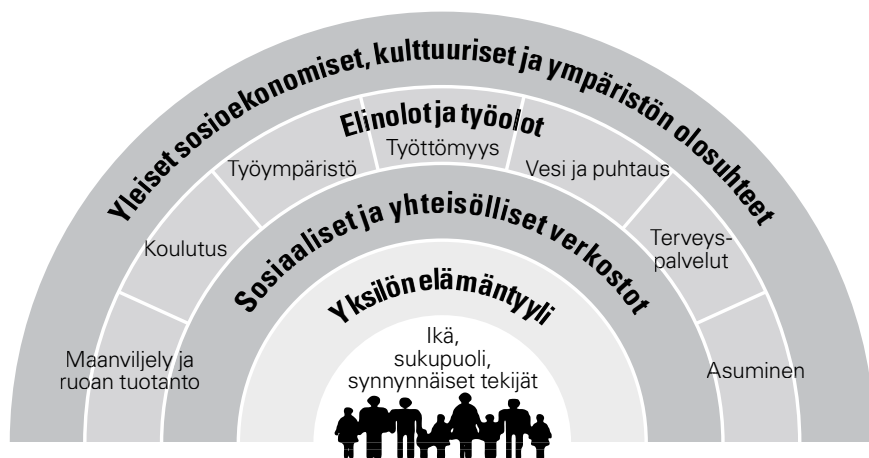 Yleiset sosioekonomiset, kulttuuriset ja ympäristön olosuhteet
Elinolot ja työolot
Työttömyys
Työympäristö
Vesi ja puhtaus
Koulutus
Terveys-
palvelut
Maanviljely ja
ruoan tuotanto
Asuminen
Sosiaaliset ja yhteisölliset verkostot
Yksilön elämäntyyli
Ikä,
sukupuoli,
synnynnäiset tekijät